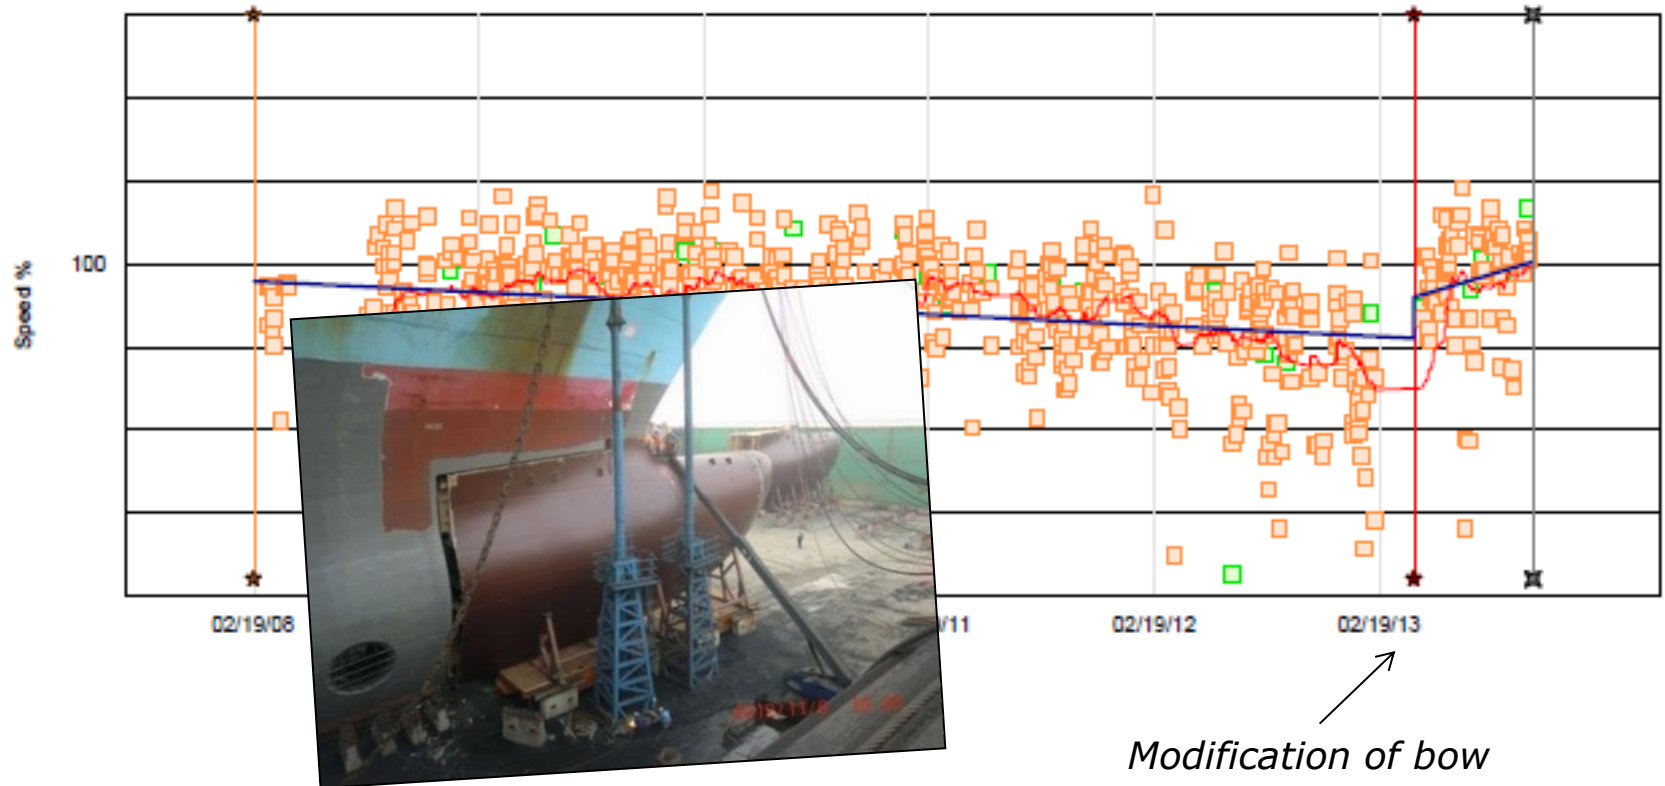 Speed %
100
02/19/08
/11
02/19/12
02/19/13
Modification of bow